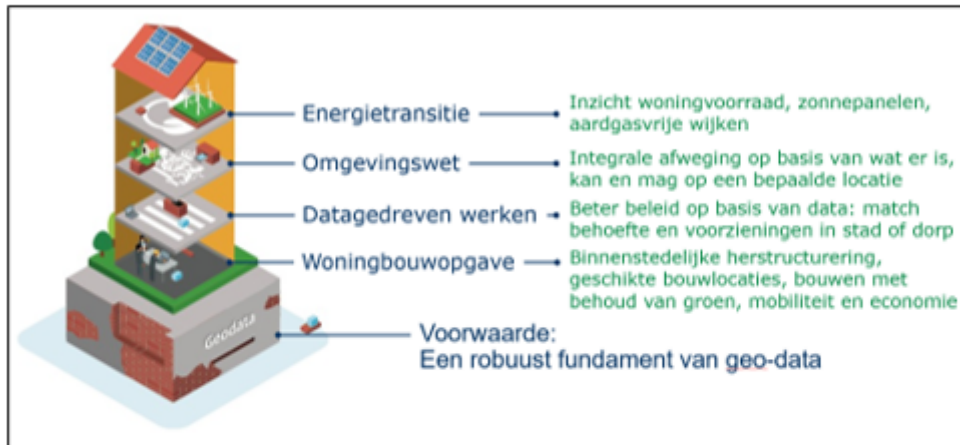 Energietransitie
Inzicht woningvoorraad, zonnepanelen,
aardgasvrije wijken
Omgevingswet
Integrale afweging op basis van wat er is,
kan en mag op een bepaalde locatie
Datagedreven werken
Beter beleid op basis van data: match
behoefte en voorzieningen in stad of dorp
Woningbouwopgave
Binnenstedelijke herstructurering,
geschikte bouwlocaties, bouwen met
behoud van groen, mobiliteit en economie
Geodata
Voorwaarde:
Een robuust fundament van geo-data